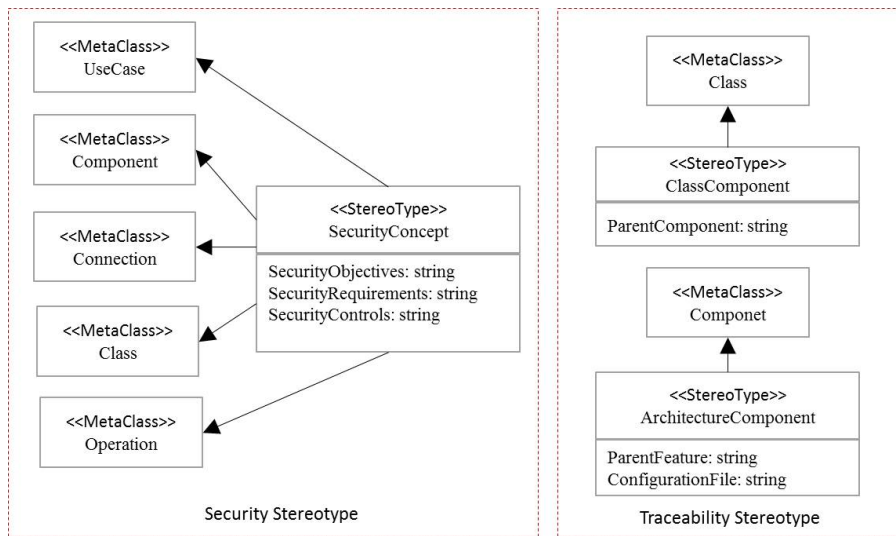 <<MetaClass>>
UseCase
<<MetaClass>>
Component
<<MetaClass>>
Connection
<<MetaClass>>
Class
<<MetaClass>>
Operation
<<StereoType>>
SecurityConcept
SecurityObjectives: string
SecurityRequirements: string
SecurityControls: string
Security Stereotype
<<MetaClass>>
Class
<<StereoType>>
ClassComponent
ParentComponent: string
<<MetaClass>>
Componet
<<StereoType>>
ArchitectureComponent
ParentFeature: string
ConfigurationFile: string
Traceability Stereotype